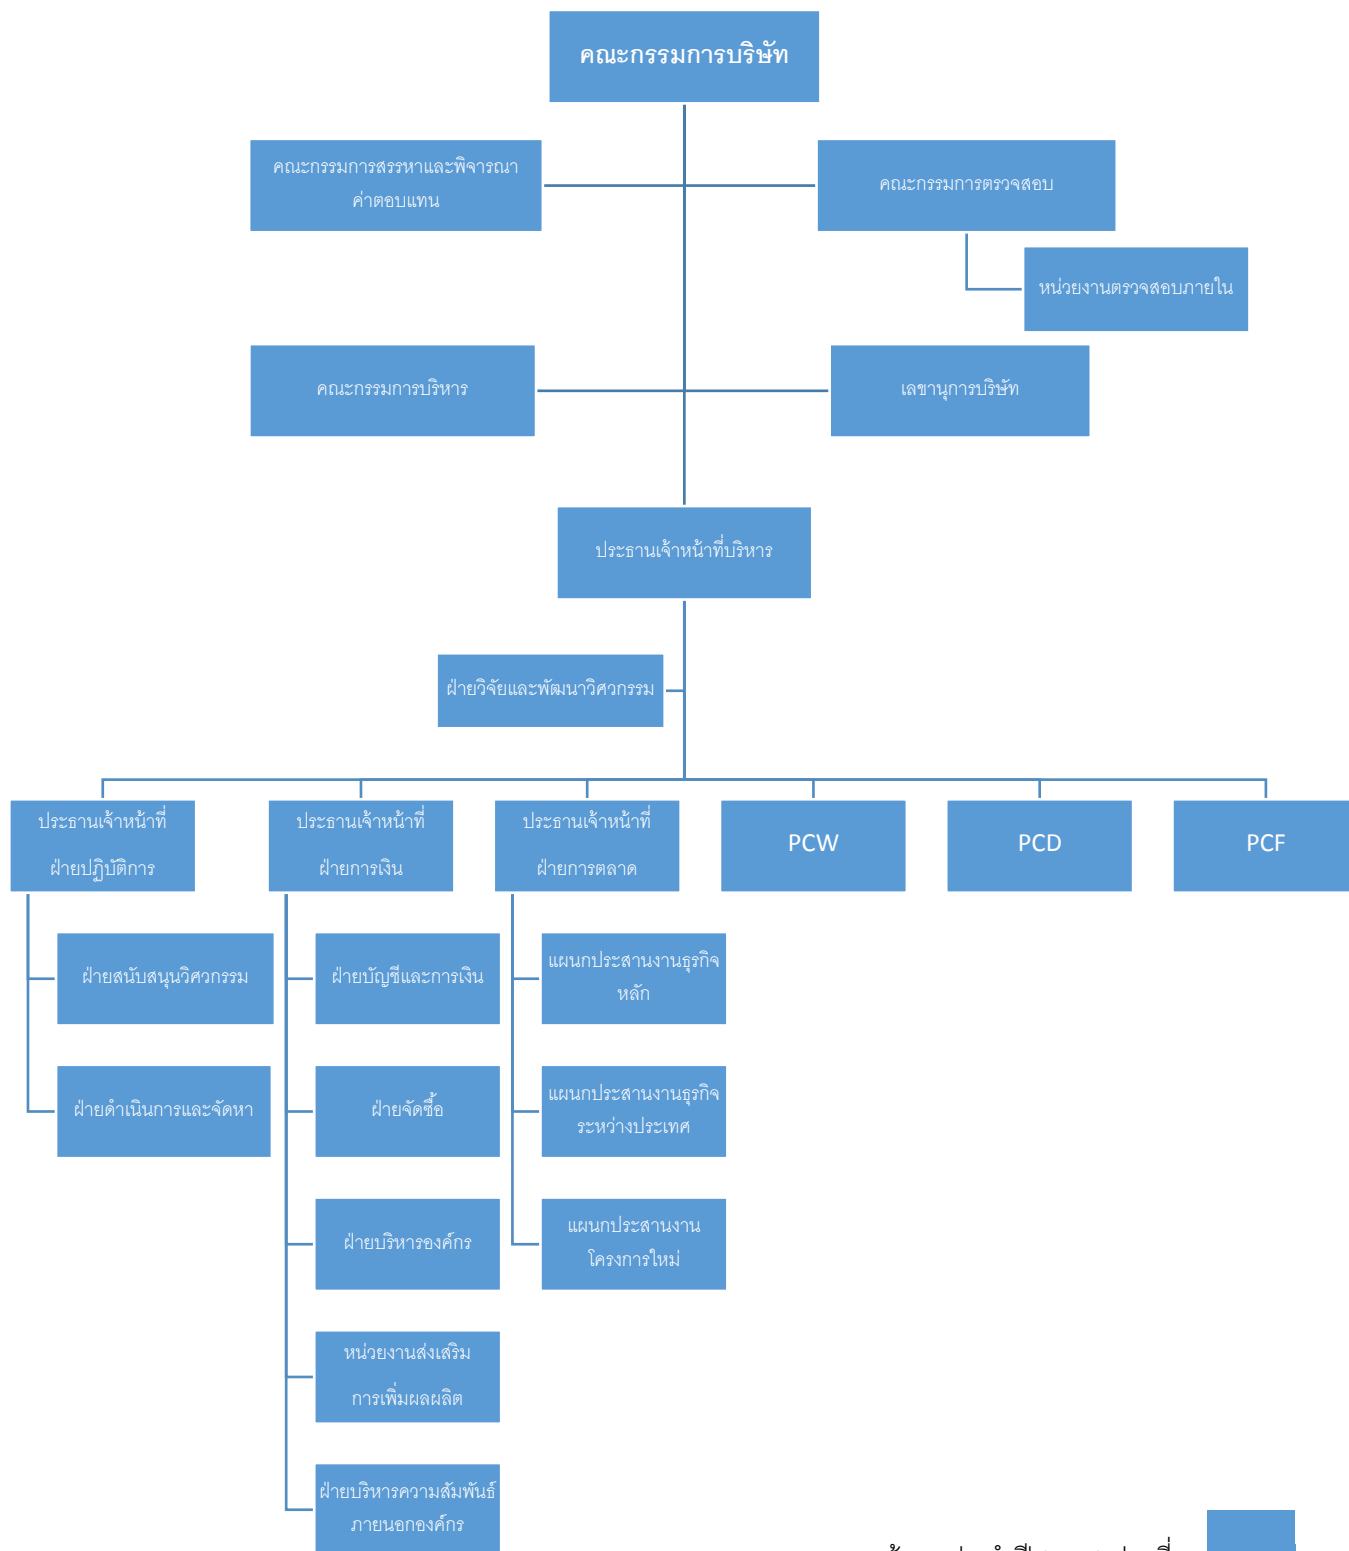 คณะกรรมการบริษัท
คณะกรรมการสรรหาและพิจารณา
ค่าตอบแทน
คณะกรรมการตรวจสอบ
หน่วยงานตรวจสอบภายใน
คณะกรรมการบริหาร
เลขานุการบริษัท
ประธานเจ้าหน้าที่บริหาร
ฝ่ายวิจัยและพัฒนาวิศวกรรม
ประธานเจ้าหน้าที่
ฝ่ายปฏิบัติการ
ประธานเจ้าหน้าที่
ฝ่ายการเงิน
ประธานเจ้าหน้าที่
ฝ่ายการตลาด
PCW
PCD
PCF
ฝ่ายสนับสนุนวิศวกรรม
ฝ่ายดำเนินการและจัดหา
ฝ่ายบัญชีและการเงิน
ฝ่ายจัดซื้อ
ฝ่ายบริหารองค์กร
หน่วยงานส่งเสริม
การเพิ่มผลผลิต
ฝ่ายบริหารความสัมพันธ์
ภายนอกองค์กร
แผนกประสานงานธุรกิจ
หลัก
แผนกประสานงานธุรกิจ
ระหว่างประเทศ
แผนกประสานงาน
โครงการใหม่